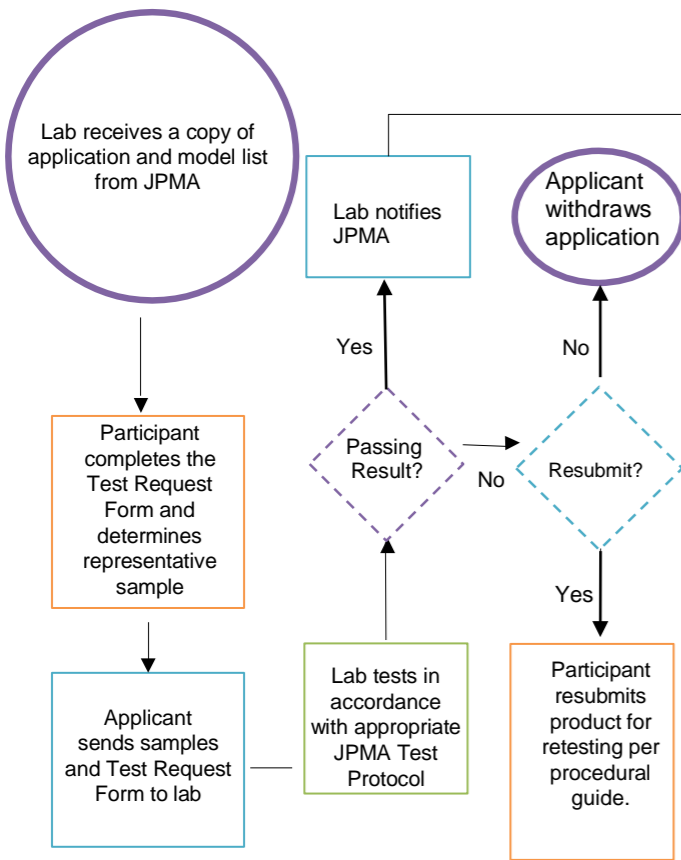 Lab receives a copy of
application and model list
from JPMA
Participant
completes the
Test Request
Form and
determines
representative
sample
Applicant
sends samples
and Test Request
Form to lab
Lab tests in
accordance
with appropriate
JPMA Test
Protocol
Passing
Result?
Yes
Lab notifies
JPMA
No
Resubmit?
No
Applicant
withdraws
application
Yes
Participant
resubmits
product for
retesting per
procedural
guide.